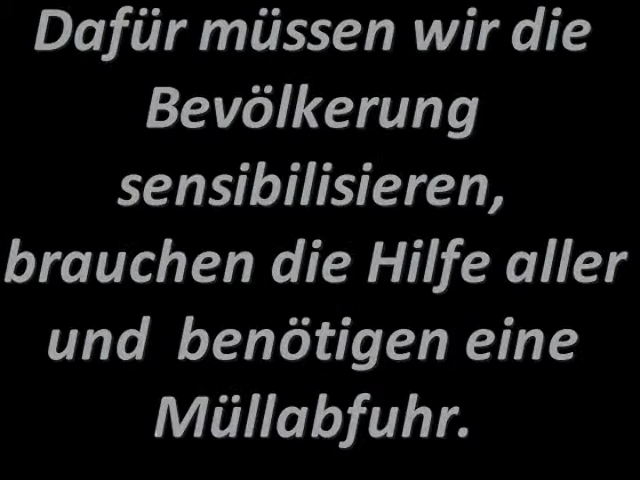 Dafür müssen wir die
Bevölkerung
sensibilisieren,
brauchen die Hilfe aller
und  benötigen eine
Müllabfuhr.